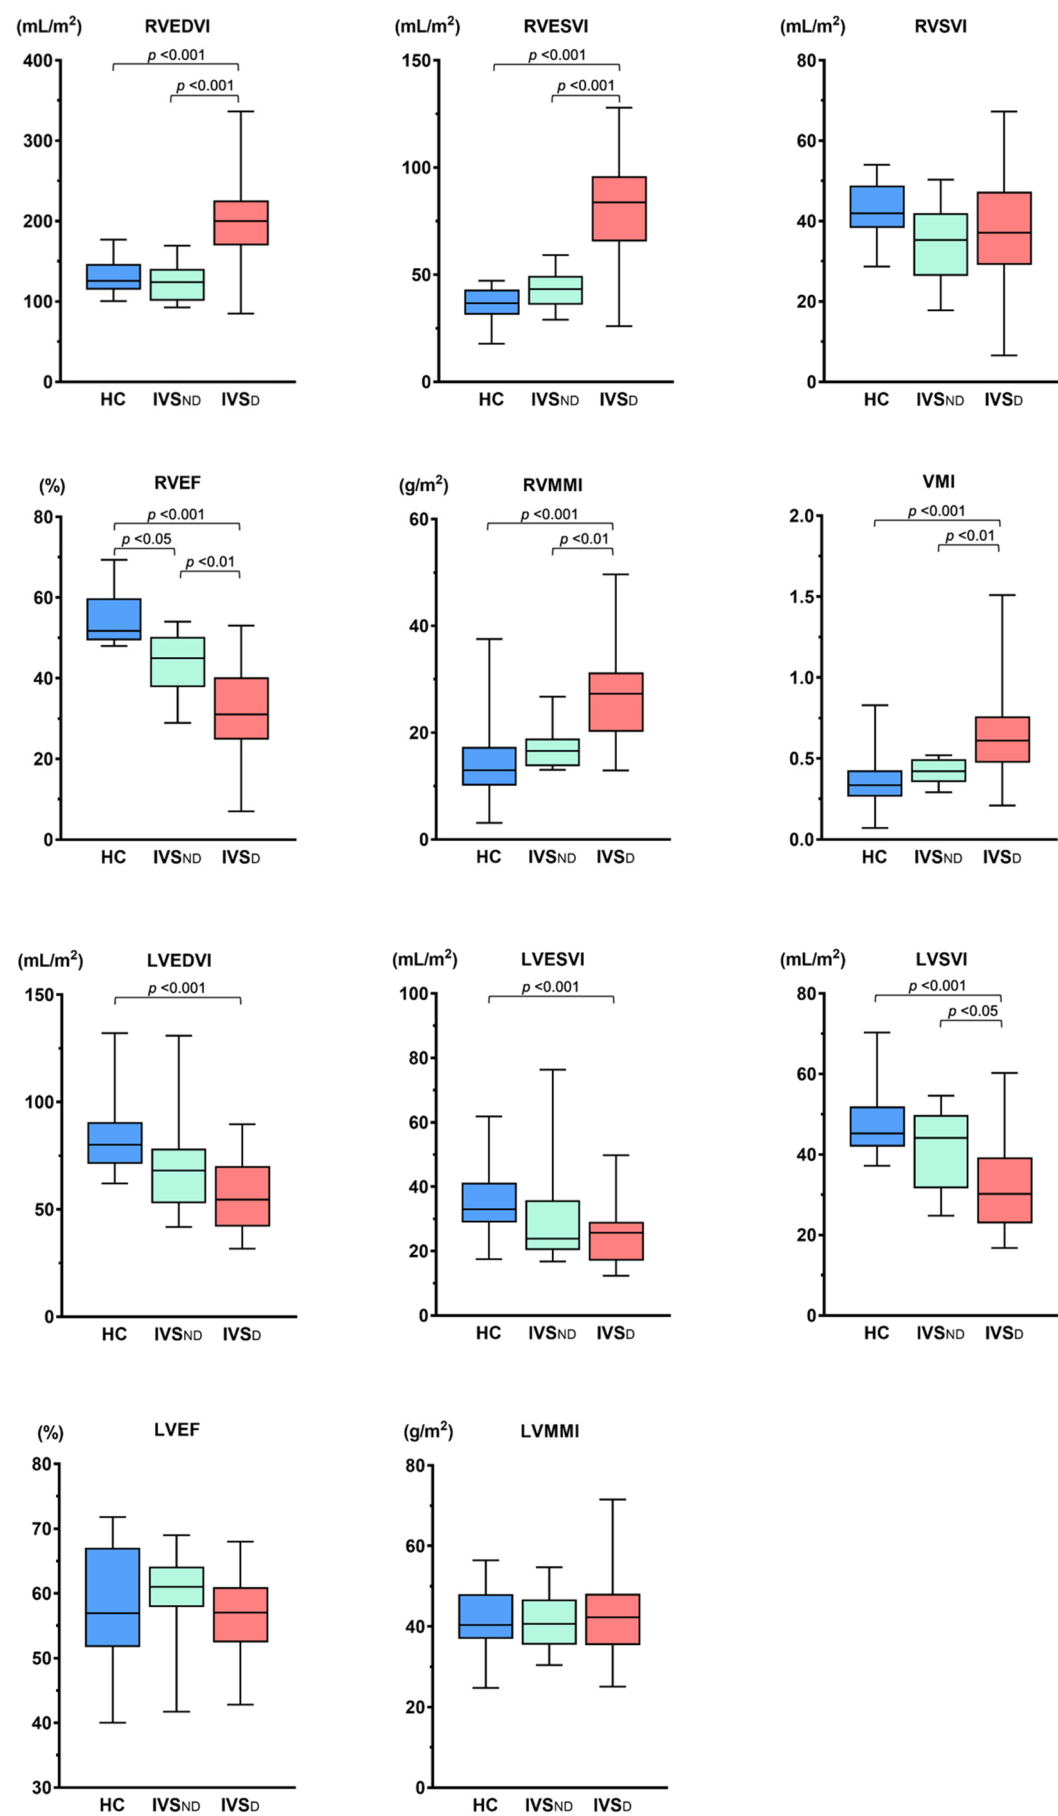 (mL/m²) RVEDVI
p <0.001
p <0.001
400
300
200
100
0
HC IVSND IVSD
(mL/m²) RVESVI
p <0.001
p <0.001
150
100
50
0
HC IVSND IVSD
(mL/m²) RVSVI
80
60
40
20
0
HC IVSND IVSD
(%) RVEF
p <0.001
p <0.05
p <0.01
80
60
40
20
0
HC IVSND IVSD
(g/m²) RVMMI
p <0.001
p <0.01
60
40
20
0
HC IVSND IVSD
VMI
p <0.001
p <0.01
2.0
1.5
1.0
0.5
0.0
HC IVSND IVSD
(mL/m²) LVEDVI
p <0.001
150
100
50
0
HC IVSND IVSD
(mL/m²) LVESVI
p <0.001
100
80
60
40
20
0
HC IVSND IVSD
(mL/m²) LVSVI
p <0.001
p <0.05
80
60
40
20
0
HC IVSND IVSD
(%) LVEF
80
70
60
50
40
30
HC IVSND IVSD
(g/m²) LVMMI
80
60
40
20
0
HC IVSND IVSD